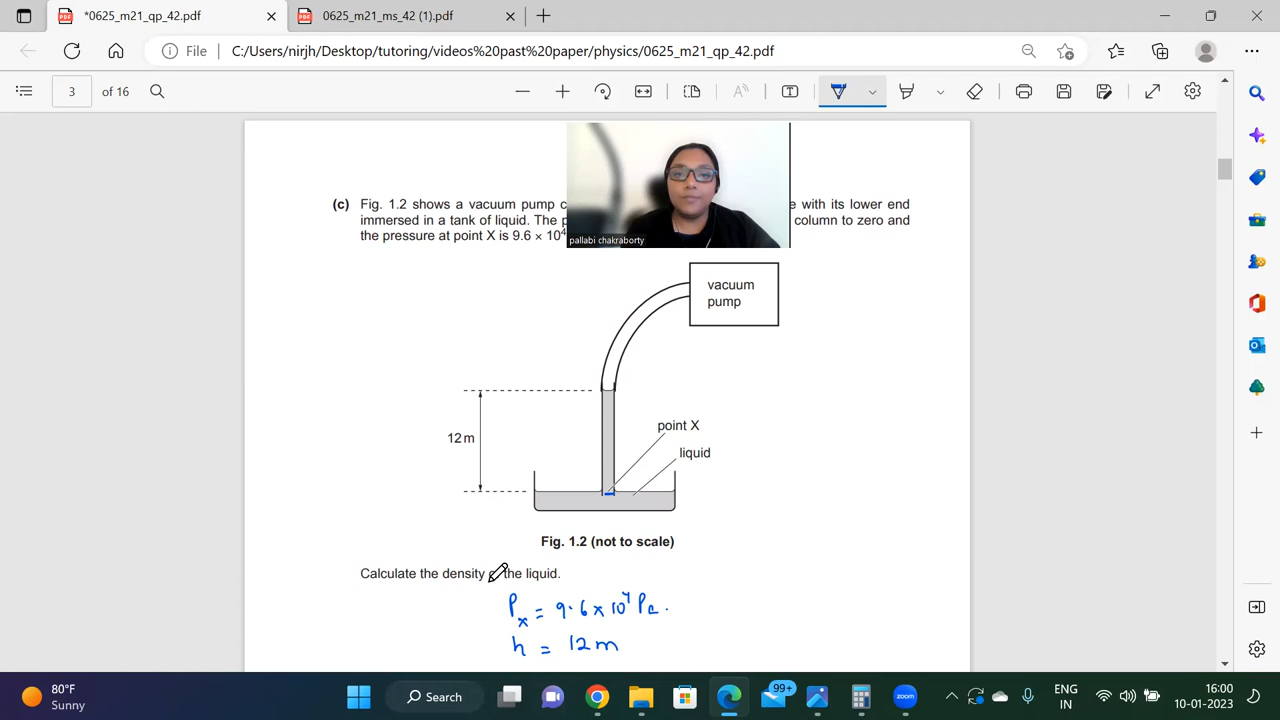 *0625_m21_qp_42.pdf
0625_m21_ms_42 (1).pdf
File
C:/Users/nirjh/Desktop/tutoring/videos%20past%20paper/physics/0625_m21_qp_42.pdf
3 of 16
(c) Fig. 1.2 shows a vacuum pump c e with its lower end
immersed in a tank of liquid. The p column to zero and
the pressure at point X is 9.6 × 10⁴
pallabi chakraborty
vacuum
pump
point X
12 m
liquid
Fig. 1.2 (not to scale)
Calculate the density the liquid.
Px = 9.6 × 10⁴ Pa.
h = 12 m
80°F
Sunny
Search
99+
ENG
IN
16:00
10-01-2023